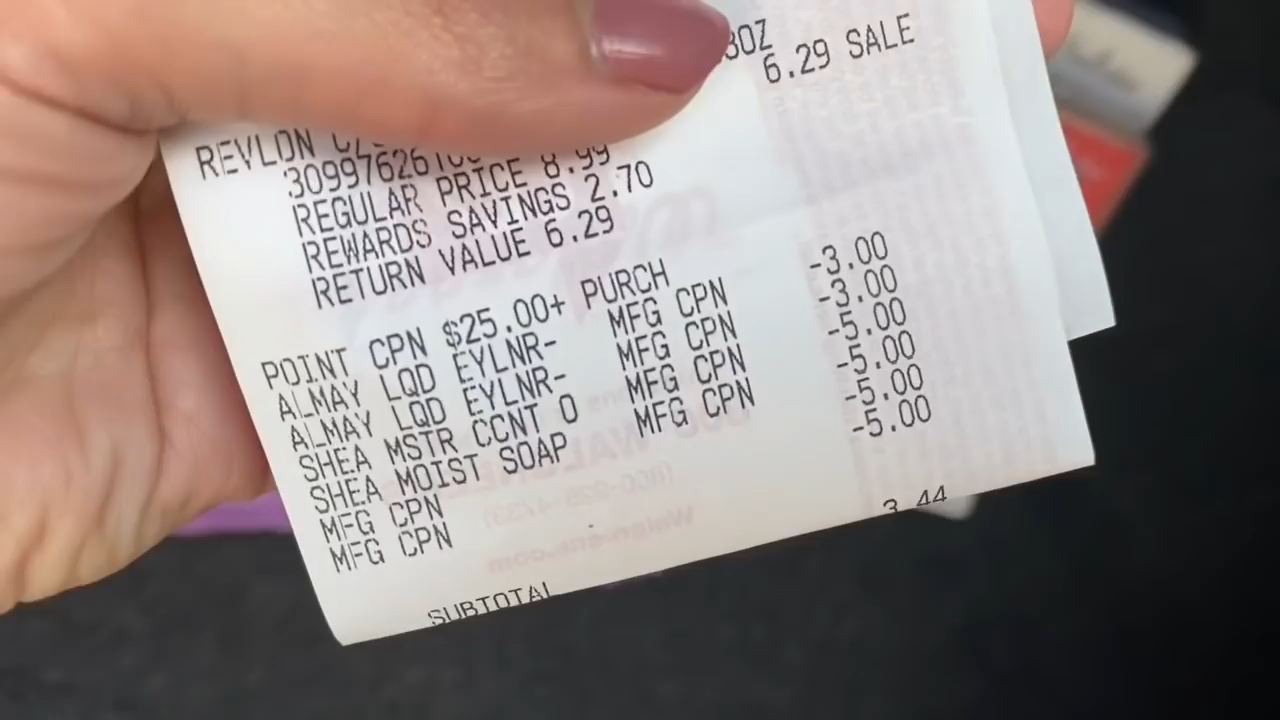 6.29 SALE
REVLON
REGULAR PRICE 8.99
REWARDS SAVINGS 2.70
RETURN VALUE 6.29
POINT CPN $25.00+ PURCH
ALMAY LQD EYLNR- MFG CPN -3.00
ALMAY LQD EYLNR- MFG CPN -3.00
SHEA MSTR CCNT O MFG CPN -5.00
SHEA MOIST SOAP MFG CPN -5.00
MFG CPN -5.00
MFG CPN -5.00
SUBTOTAL 3.44